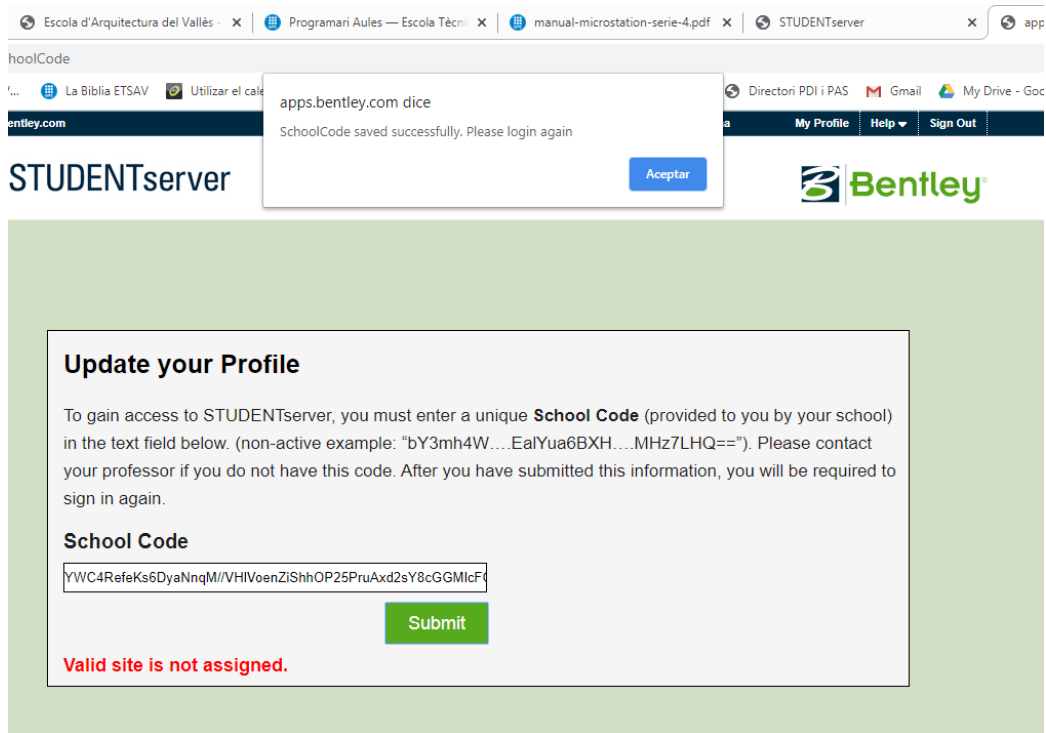 Escola d'Arquitectura del Vallès - Programari Aules — Escola Tècni manual-microstation-serie-4.pdf STUDENTserver app
hoolCode
La Biblia ETSAV Utilizar el cale Directori PDI i PAS Gmail My Drive - Goo
entley.com a My Profile Help Sign Out
apps.bentley.com dice
SchoolCode saved successfully. Please login again
Aceptar
STUDENTserver
Bentley
Update your Profile
To gain access to STUDENTserver, you must enter a unique School Code (provided to you by your school)
in the text field below. (non-active example: “bY3mh4W….EalYua6BXH….MHz7LHQ==”). Please contact
your professor if you do not have this code. After you have submitted this information, you will be required to
sign in again.
School Code
YWC4RefeKs6DyaNnqM//VHIVoenZiShhOP25PruAxd2sY8cGGMIcF
Submit
Valid site is not assigned.